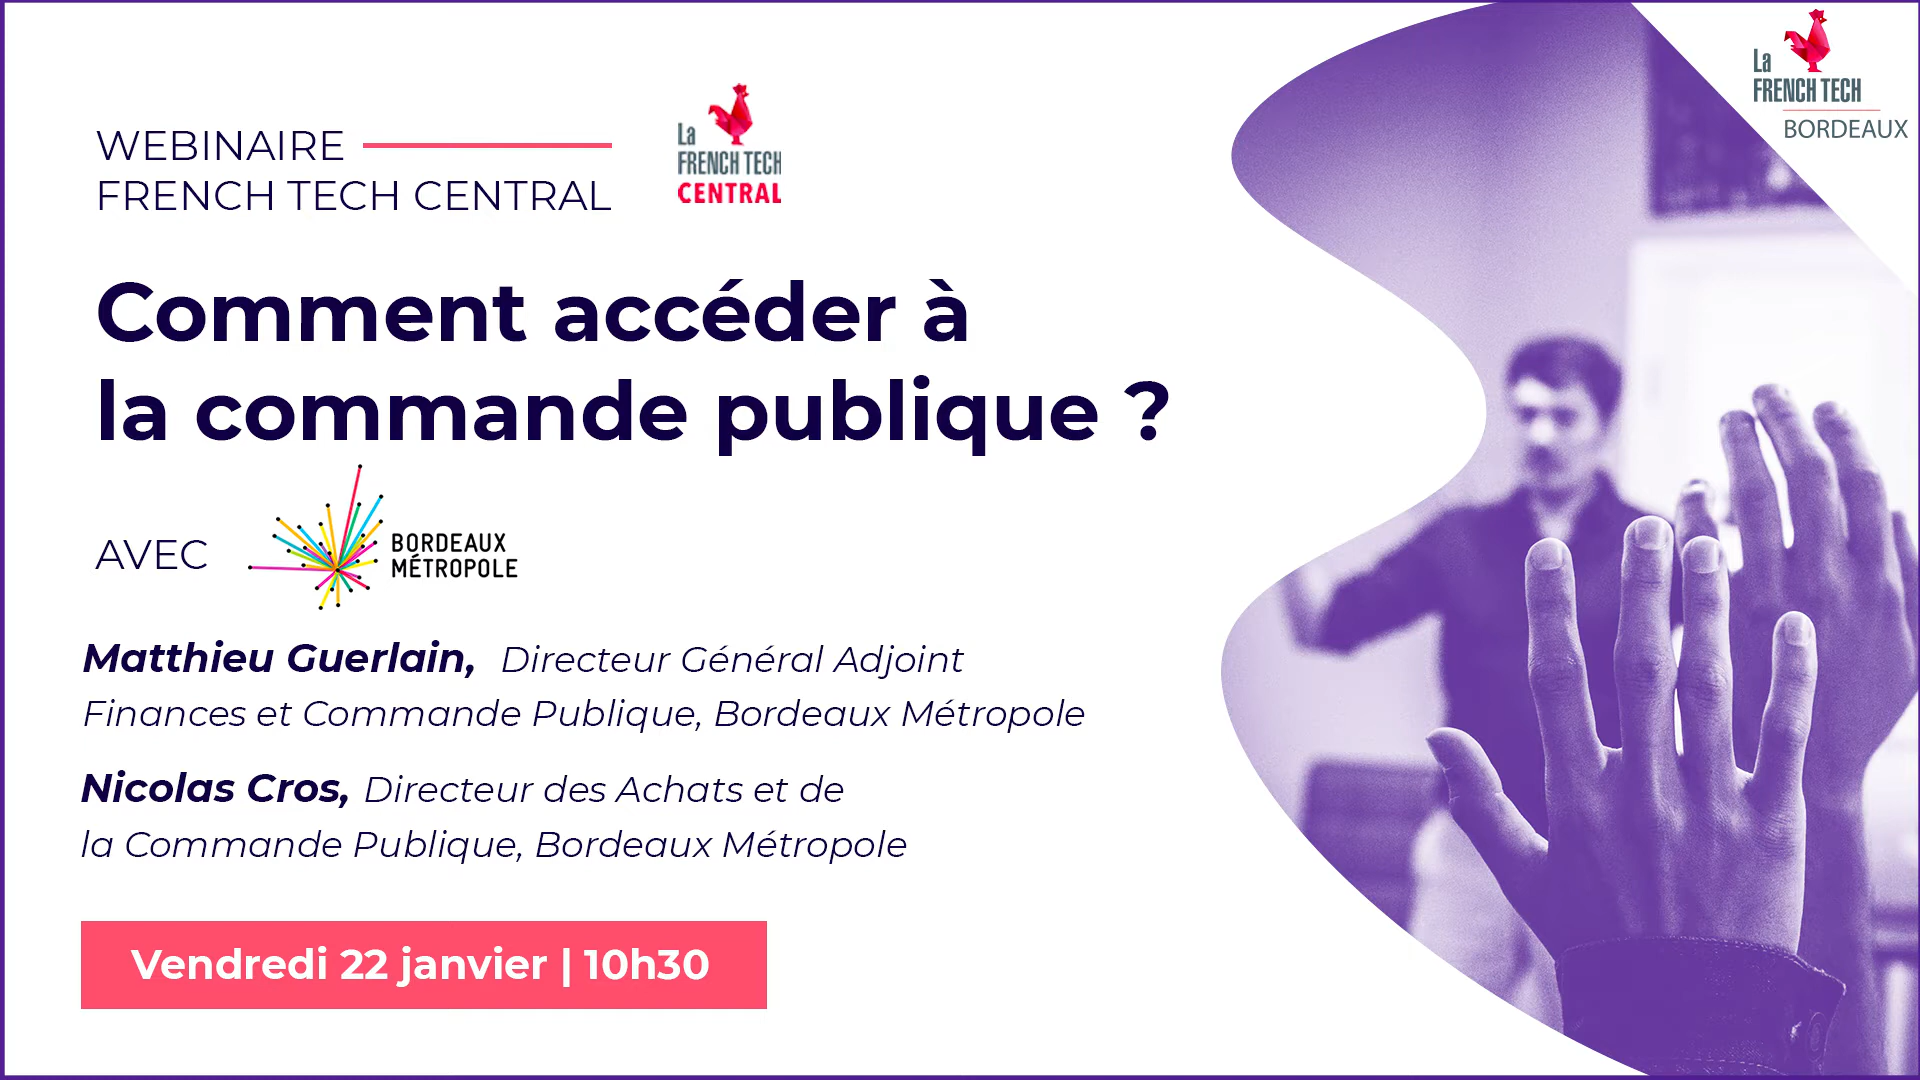 WEBINAIRE
FRENCH TECH CENTRAL
La
FRENCH TECH
CENTRAL
La
FRENCH TECH
BORDEAUX
Comment accéder à
la commande publique ?
AVEC
BORDEAUX
MÉTROPOLE
Matthieu Guerlain, Directeur Général Adjoint
Finances et Commande Publique, Bordeaux Métropole
Nicolas Cros, Directeur des Achats et de
la Commande Publique, Bordeaux Métropole
Vendredi 22 janvier | 10h30